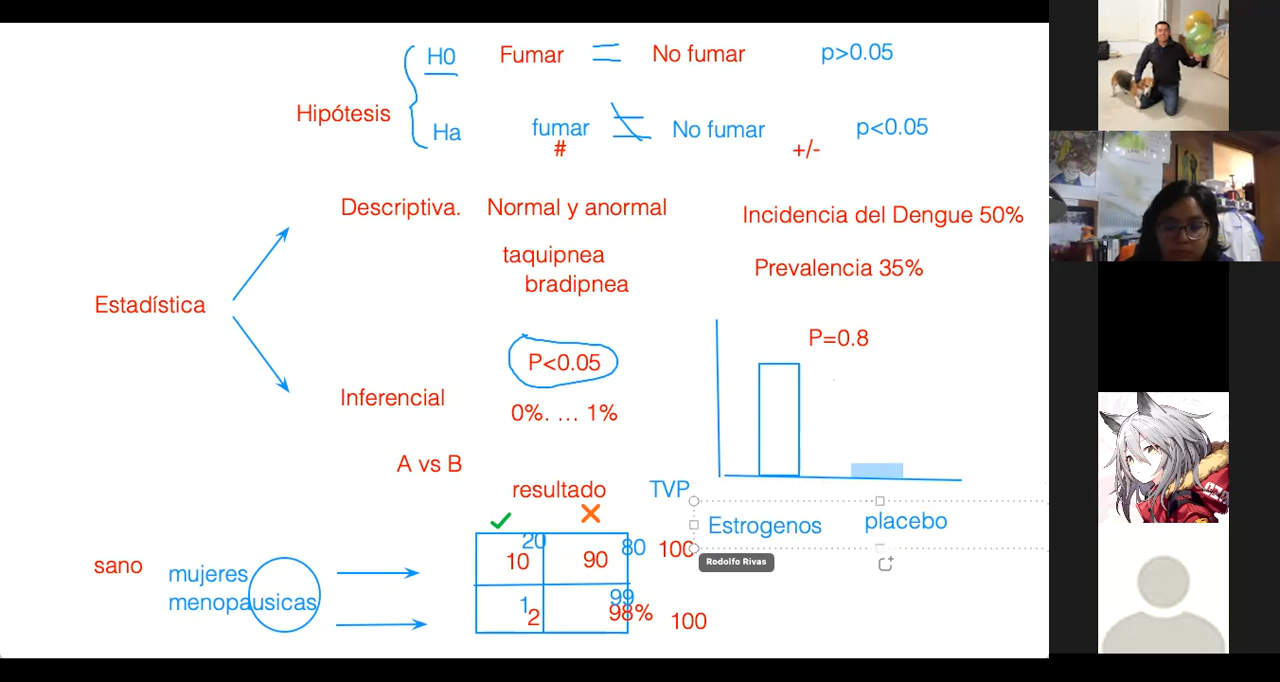 H0 Fumar = No fumar p>0.05
Hipótesis
Ha fumar ≠ No fumar p<0.05
# +/-
Descriptiva. Normal y anormal Incidencia del Dengue 50%
taquipnea
bradipnea
Prevalencia 35%
Estadística
P=0.8
P<0.05
Inferencial
0%. ... 1%
A vs B
resultado TVP
Estrogenos placebo
20 80
10 90 100
Rodolfo Rivas
sano
mujeres
menopausicas
1 99
2 98% 100